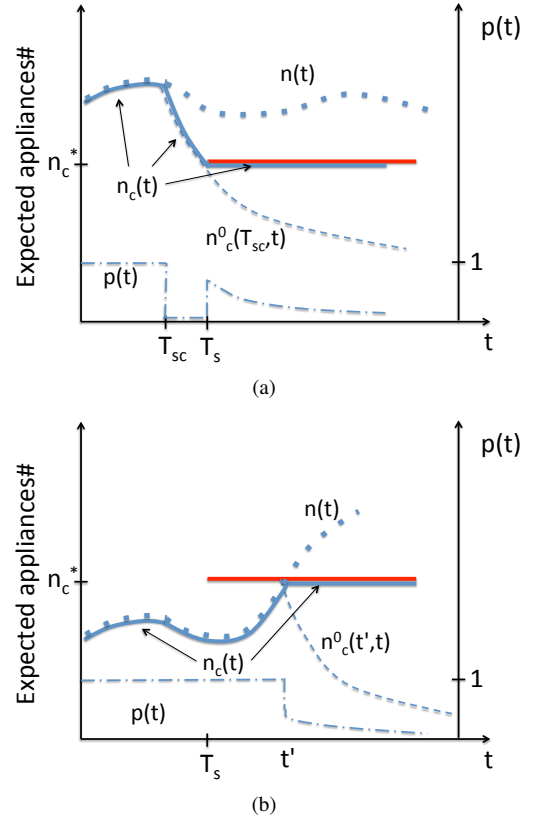 Expected appliances#
p(t)
n(t)
n_c*
n_c(t)
n⁰_c(T_sc,t)
p(t)
1
T_sc
T_s
t
(a)
Expected appliances#
p(t)
n(t)
n_c*
n_c(t)
n⁰_c(t',t)
1
p(t)
T_s
t'
t
(b)